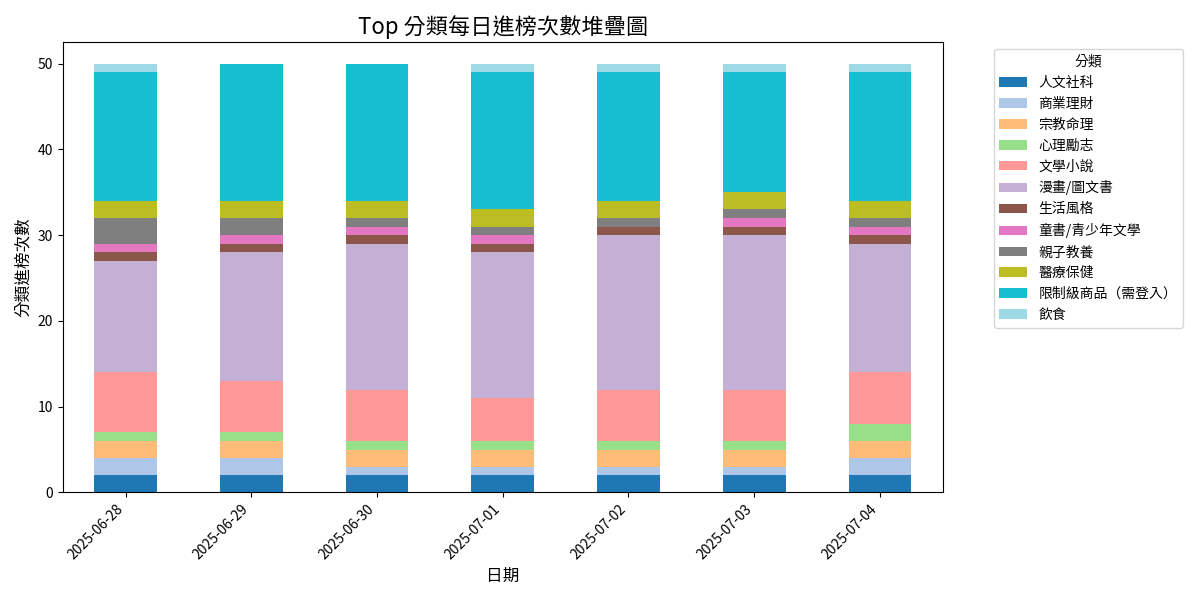 Top 分類每日進榜次數堆疊圖
分類進榜次數
50
40
30
20
10
0
2025-06-28
2025-06-29
2025-06-30
2025-07-01
2025-07-02
2025-07-03
2025-07-04
日期
分類
人文社科
商業理財
宗教命理
心理勵志
文學小說
漫畫/圖文書
生活風格
童書/青少年文學
親子教養
醫療保健
限制級商品（需登入）
飲食